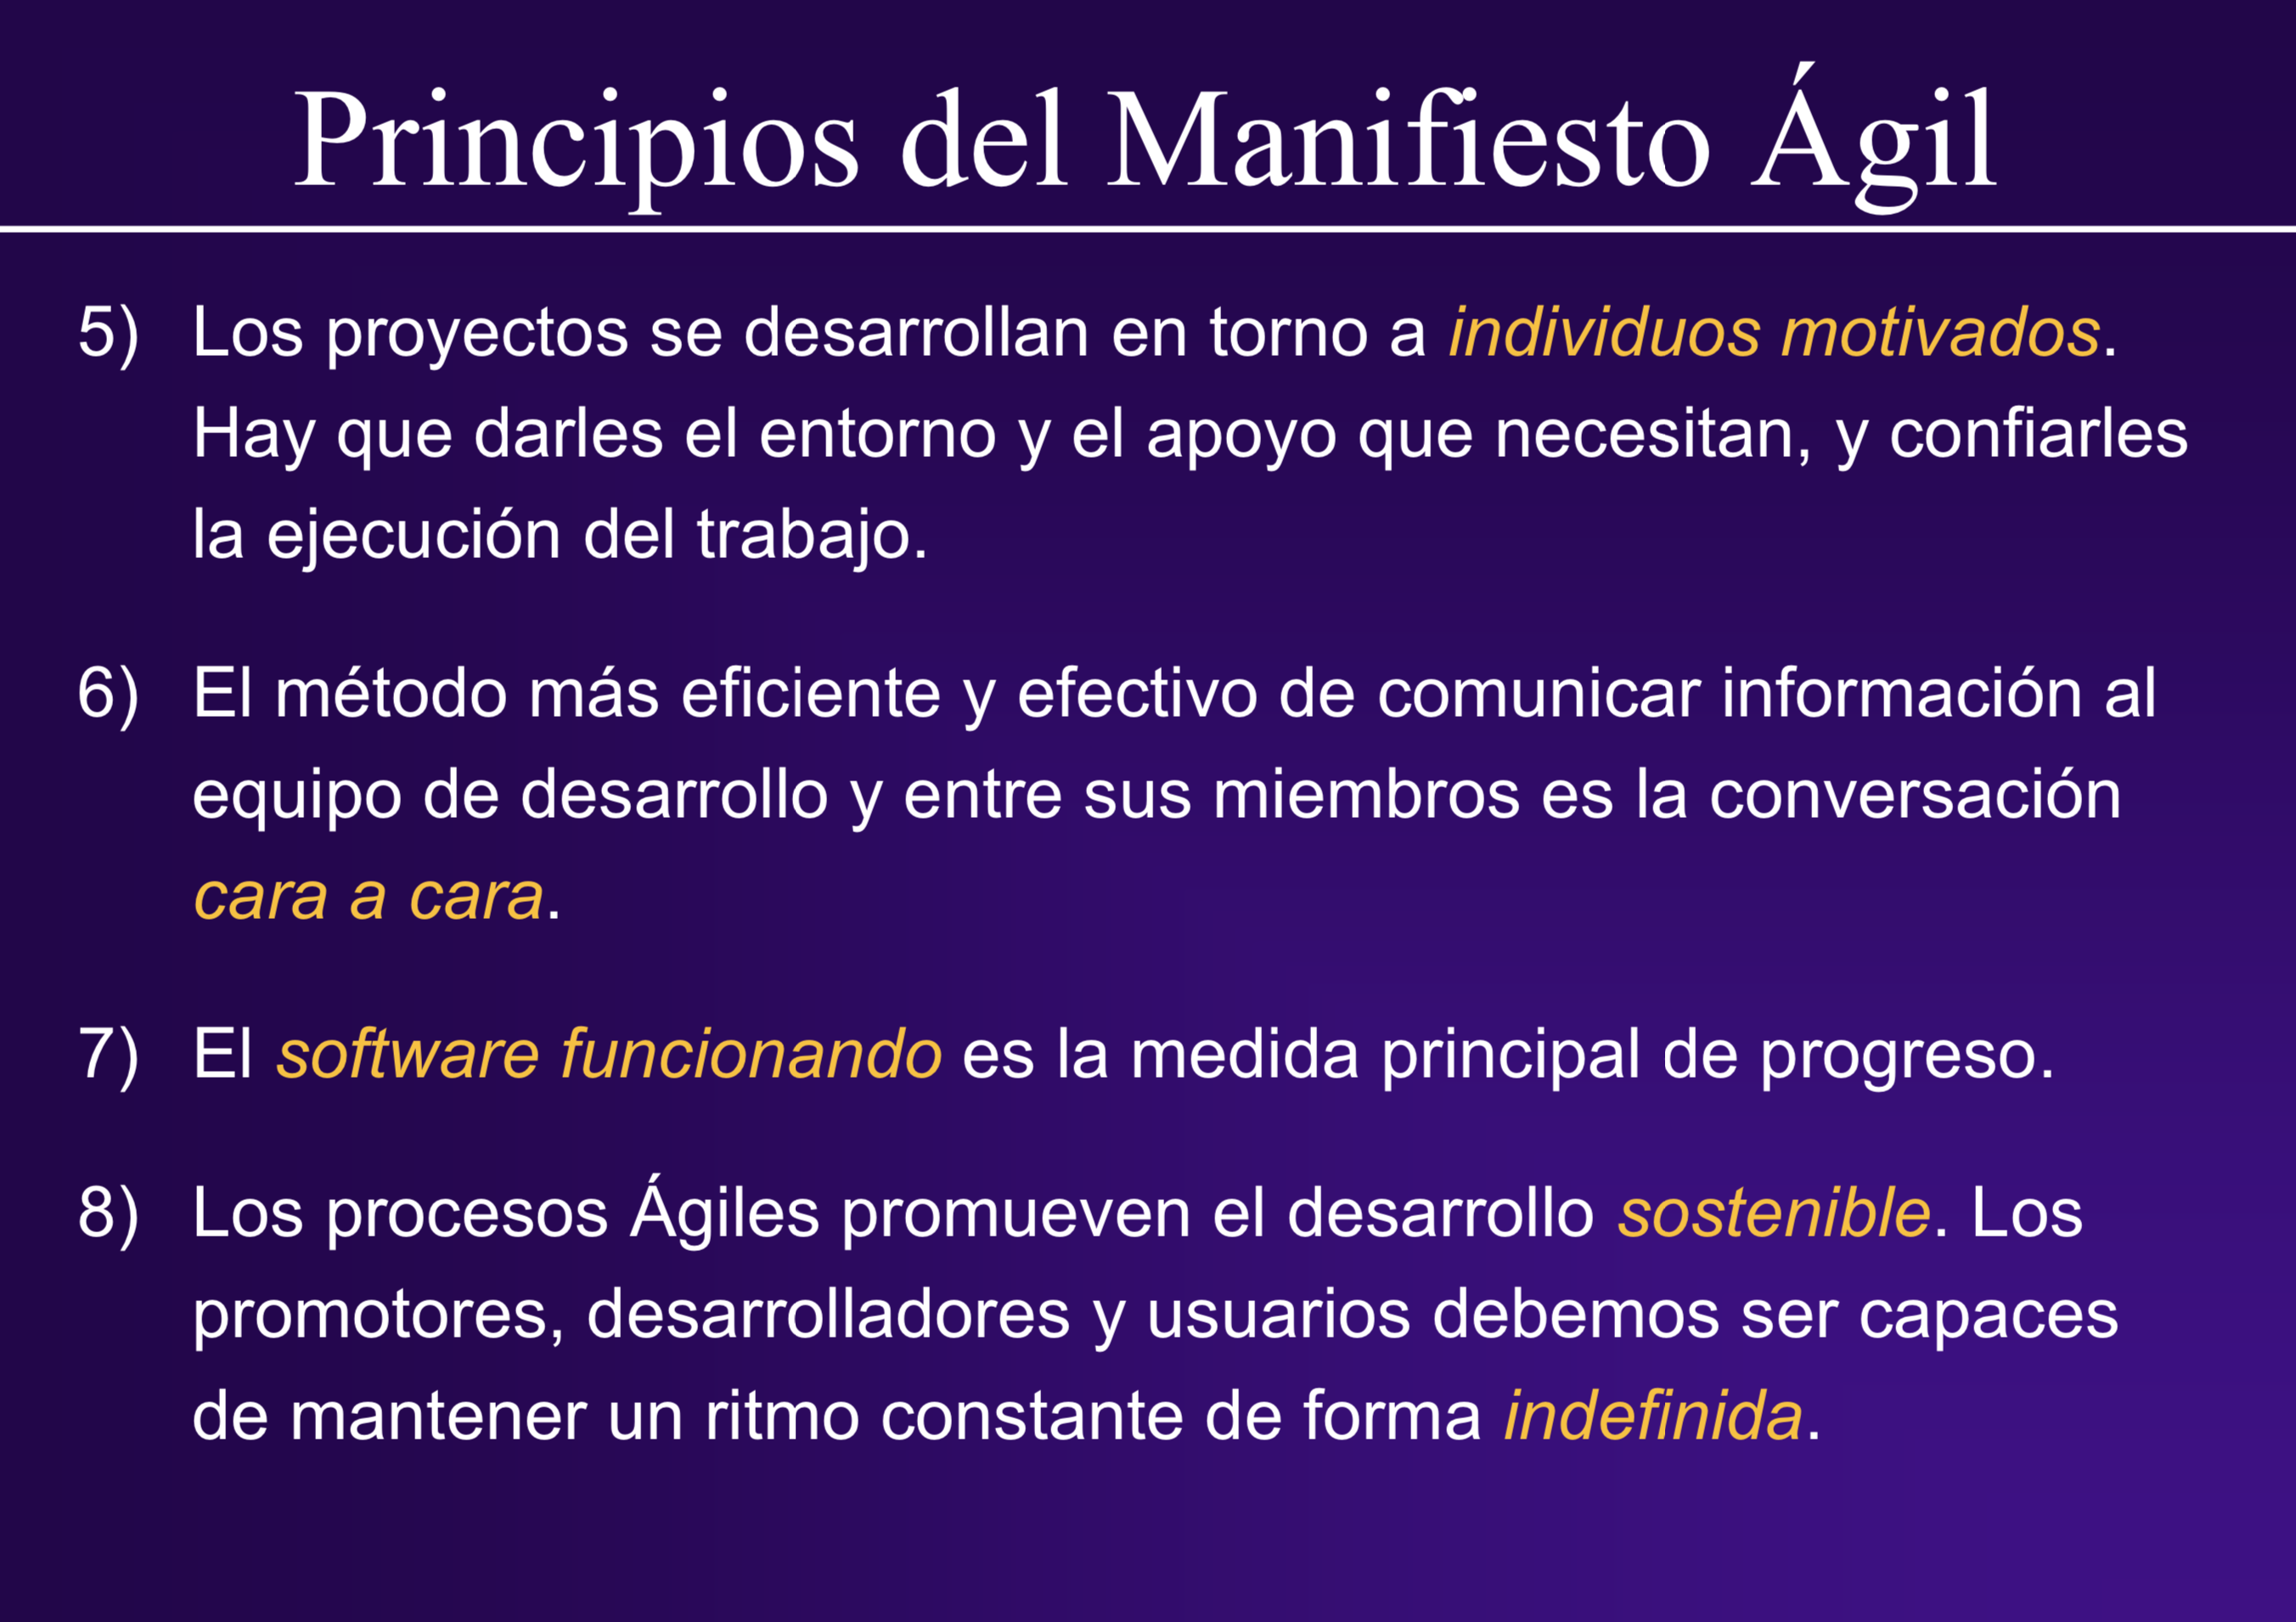 Principios del Manifiesto Ágil
5) Los proyectos se desarrollan en torno a individuos motivados.
Hay que darles el entorno y el apoyo que necesitan, y confiarles
la ejecución del trabajo.
6) El método más eficiente y efectivo de comunicar información al
equipo de desarrollo y entre sus miembros es la conversación
cara a cara.
7) El software funcionando es la medida principal de progreso.
8) Los procesos Ágiles promueven el desarrollo sostenible. Los
promotores, desarrolladores y usuarios debemos ser capaces
de mantener un ritmo constante de forma indefinida.